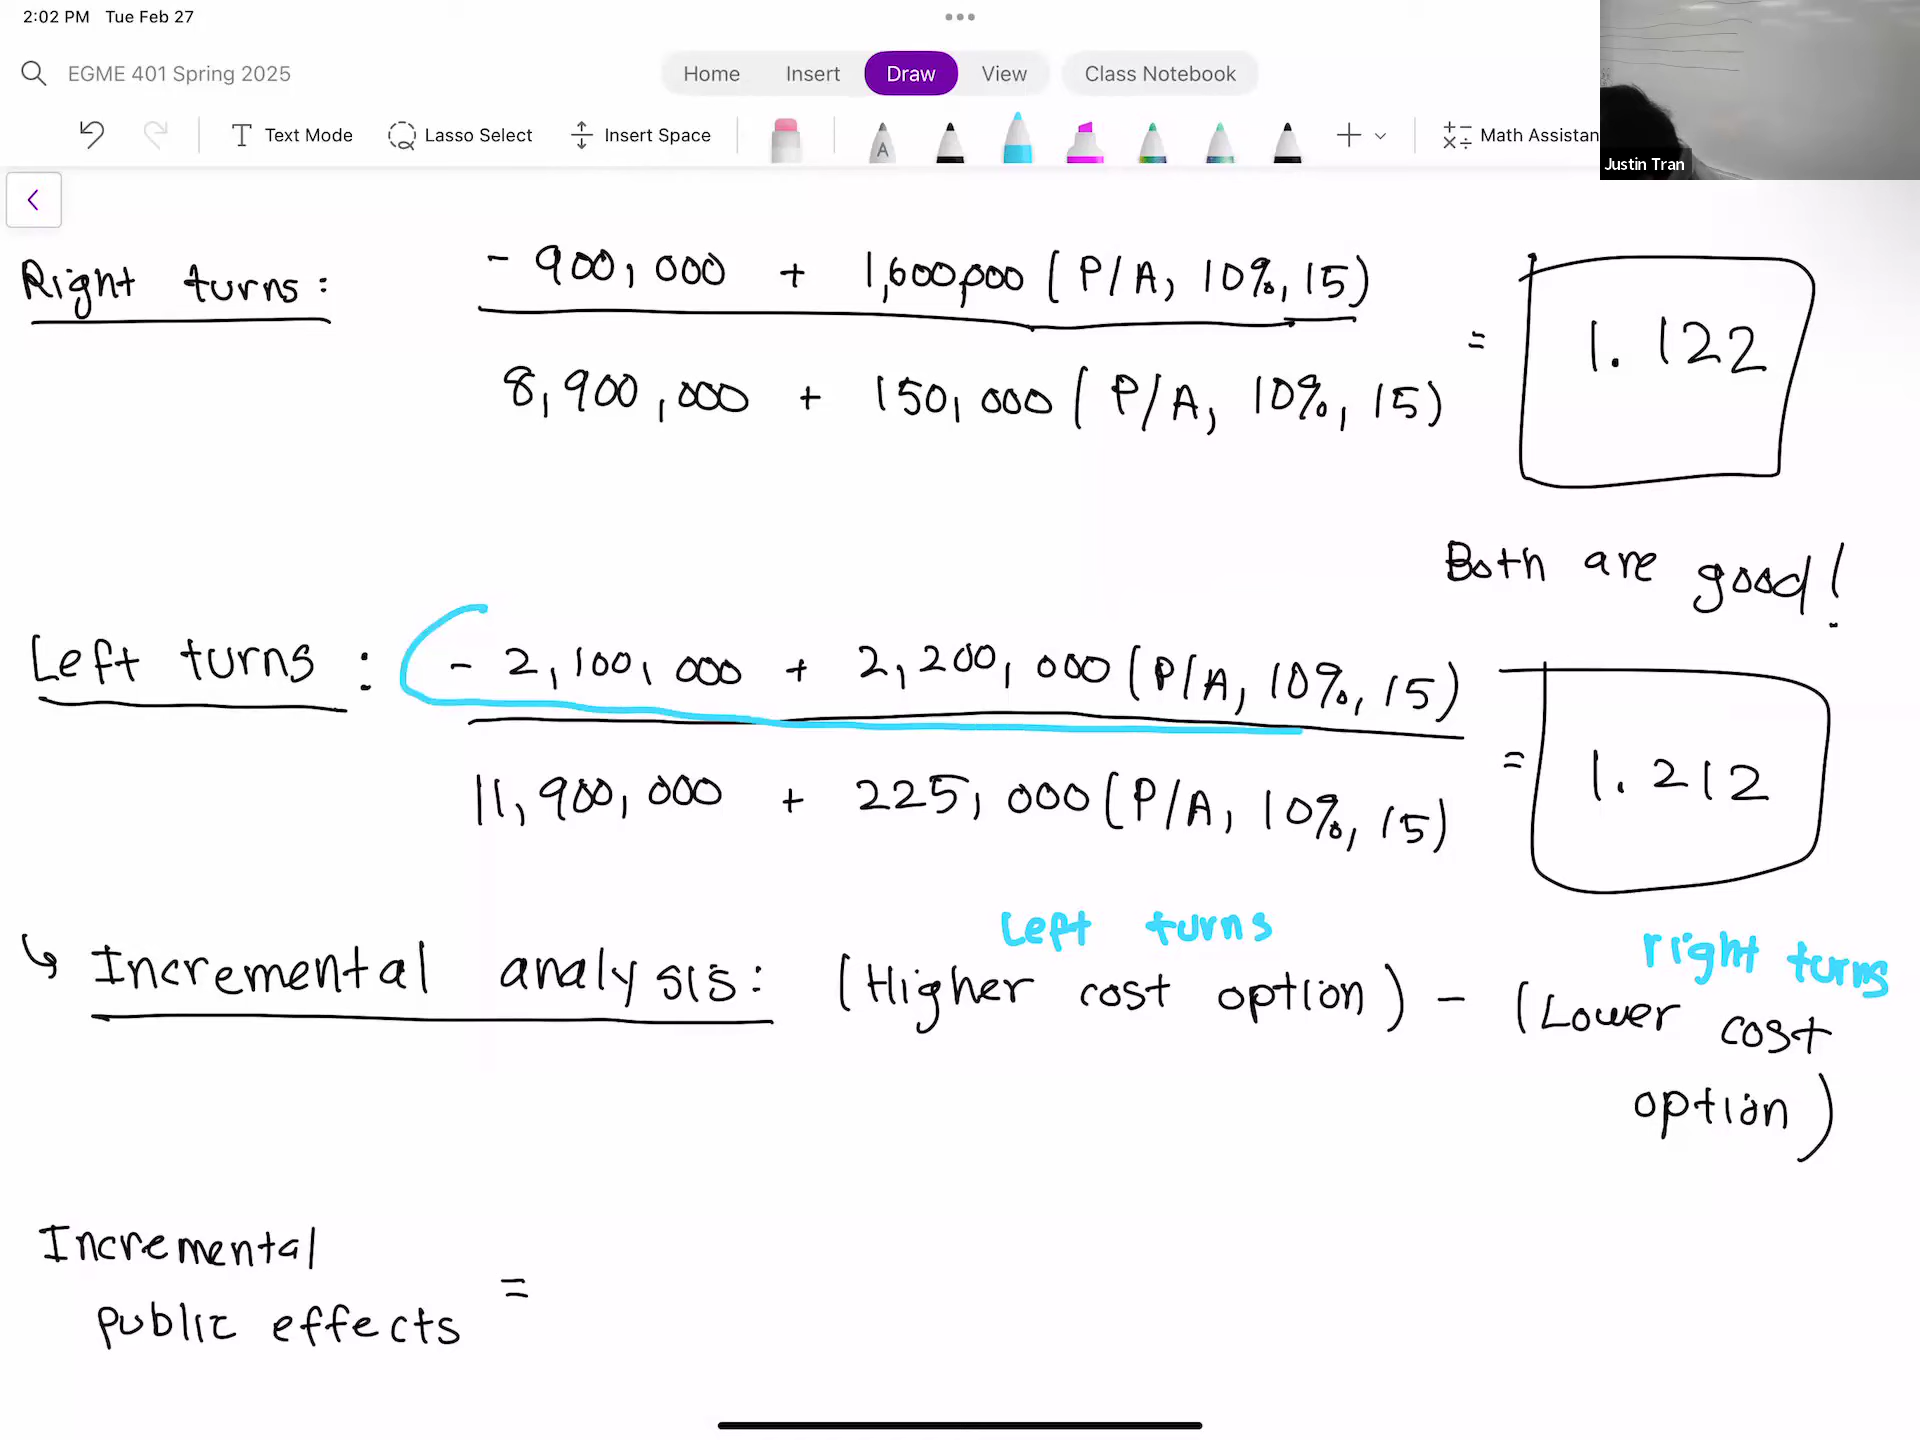 2:02 PM Tue Feb 27
EGME 401 Spring 2025
Home Insert Draw View Class Notebook
Text Mode Lasso Select Insert Space A Math Assistan
Justin Tran
Right turns: - 900,000 + 1,600,000 (P/A, 10%, 15)
8,900,000 + 150,000 (P/A, 10%, 15)
= 1.122
Both are good!
Left turns: - 2,100,000 + 2,200,000 (P/A, 10%, 15)
11,900,000 + 225,000 (P/A, 10%, 15)
= 1.212
left turns
right turns
↳ Incremental analysis: (Higher cost option) - (Lower cost
option)
Incremental
public effects =